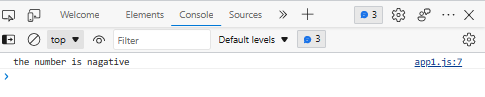 Welcome Elements Console Sources 3
top Filter Default levels 3
the number is nagative app1.js:7